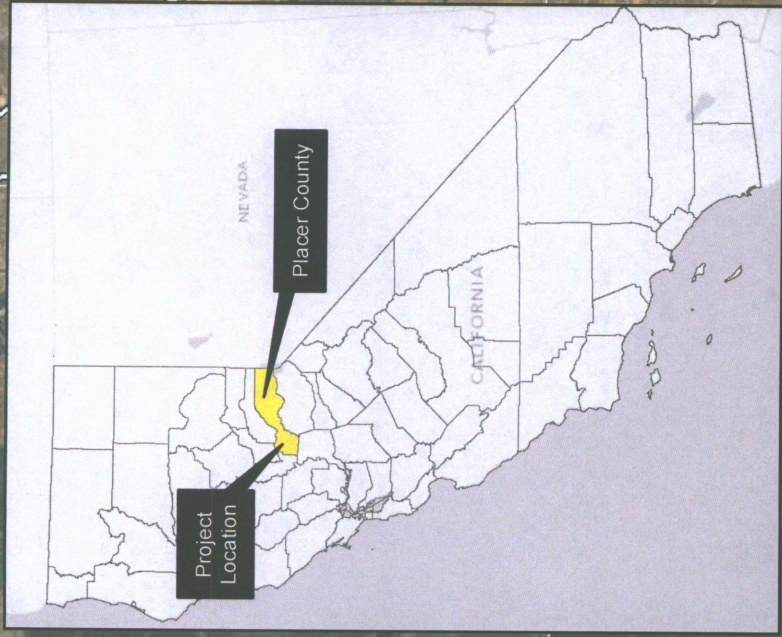 NEVADA
Placer County
CALIFORNIA
Project
Location